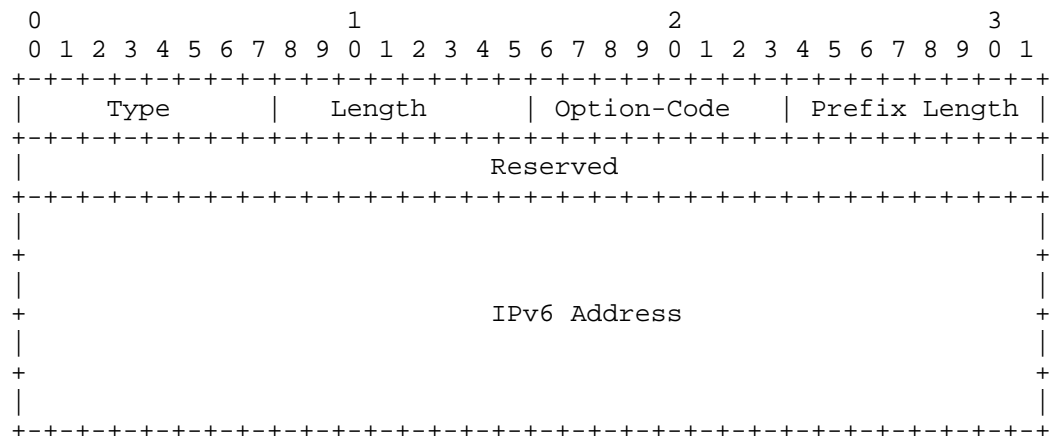 0                   1                   2                   3
 0 1 2 3 4 5 6 7 8 9 0 1 2 3 4 5 6 7 8 9 0 1 2 3 4 5 6 7 8 9 0 1
+-+-+-+-+-+-+-+-+-+-+-+-+-+-+-+-+-+-+-+-+-+-+-+-+-+-+-+-+-+-+-+-+
|     Type      |   Length      | Option-Code   | Prefix Length |
+-+-+-+-+-+-+-+-+-+-+-+-+-+-+-+-+-+-+-+-+-+-+-+-+-+-+-+-+-+-+-+-+
|                             Reserved                          |
+-+-+-+-+-+-+-+-+-+-+-+-+-+-+-+-+-+-+-+-+-+-+-+-+-+-+-+-+-+-+-+-+
|                                                               |
+                                                               +
|                                                               |
+                             IPv6 Address                      +
|                                                               |
+                                                               +
|                                                               |
+-+-+-+-+-+-+-+-+-+-+-+-+-+-+-+-+-+-+-+-+-+-+-+-+-+-+-+-+-+-+-+-+